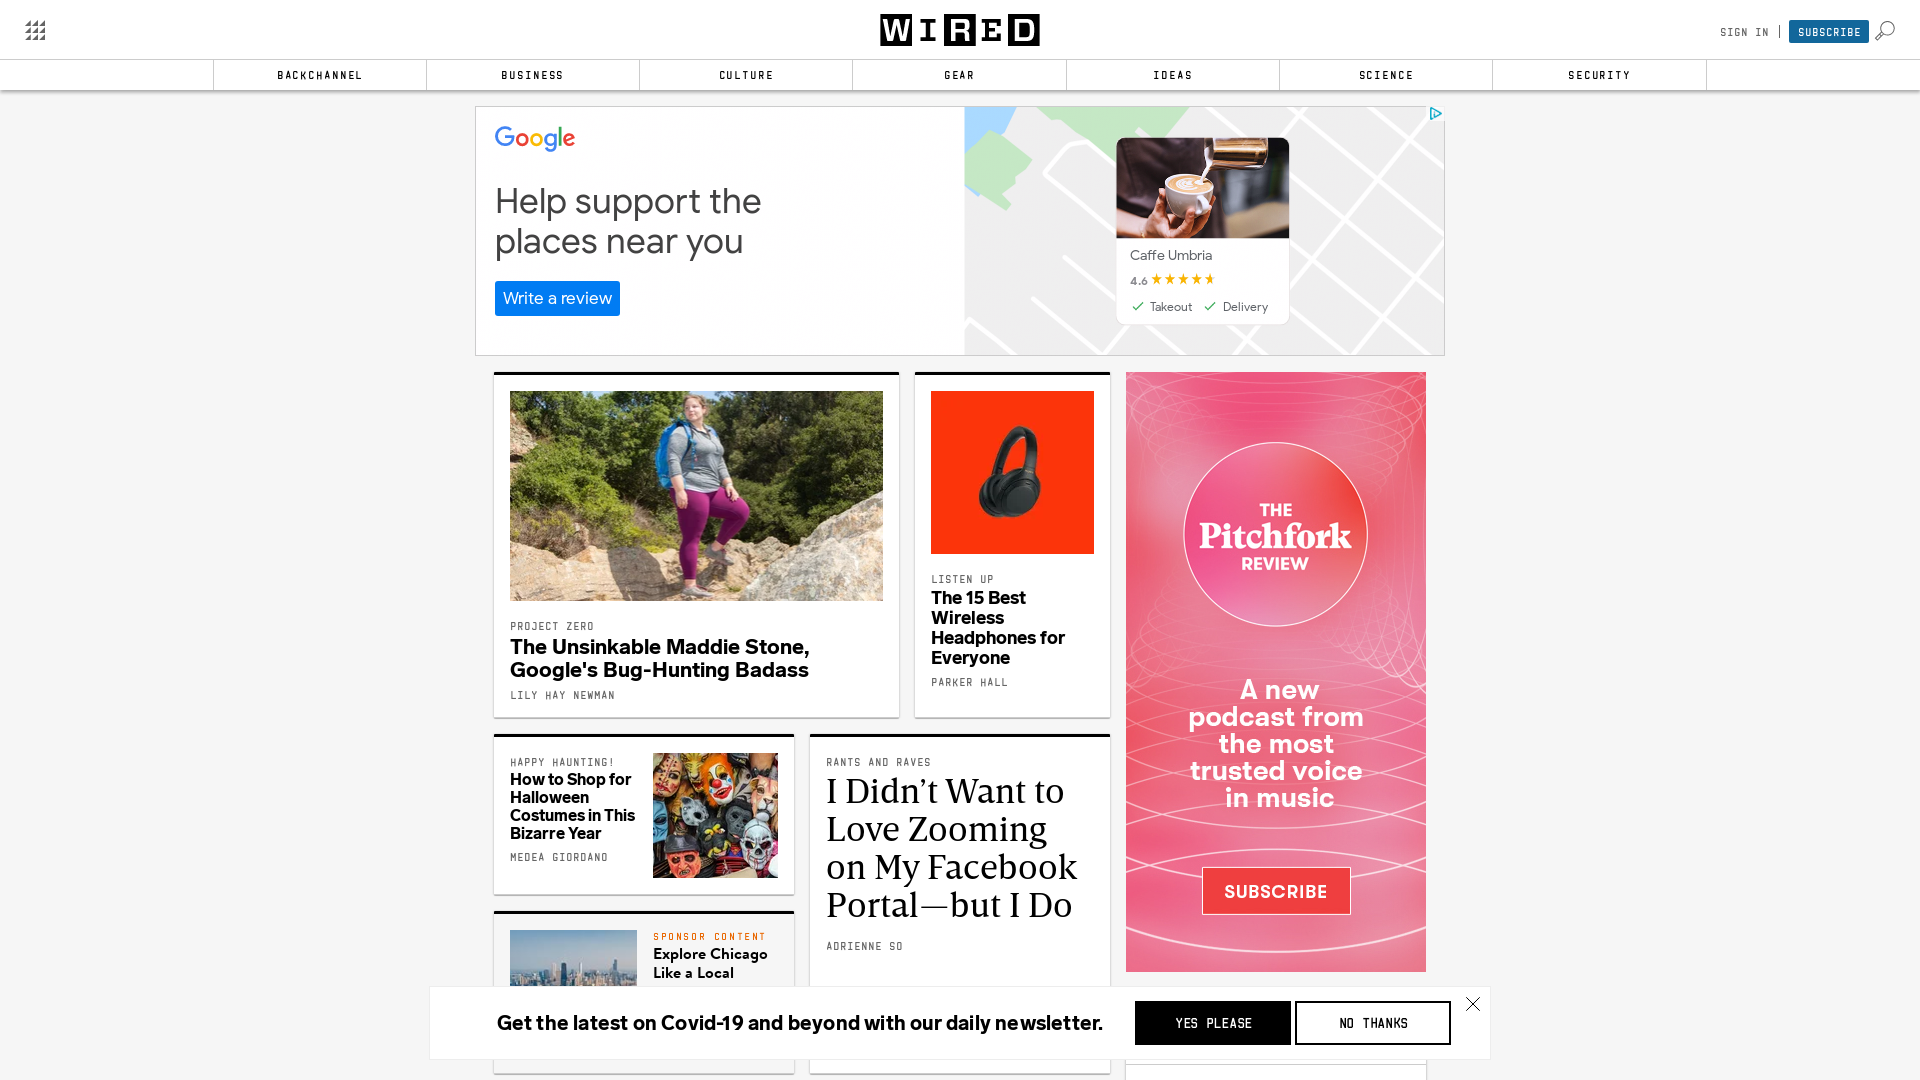 WIRED
SIGN IN
SUBSCRIBE
BACKCHANNEL
BUSINESS
CULTURE
GEAR
IDEAS
SCIENCE
SECURITY
Google
Help support the
places near you
Write a review
Caffe Umbria
4.6
Takeout
Delivery
PROJECT ZERO
The Unsinkable Maddie Stone,
Google's Bug-Hunting Badass
LILY HAY NEWMAN
LISTEN UP
The 15 Best
Wireless
Headphones for
Everyone
PARKER HALL
THE
Pitchfork
REVIEW
A new
podcast from
the most
trusted voice
in music
SUBSCRIBE
HAPPY HAUNTING!
How to Shop for
Halloween
Costumes in This
Bizarre Year
MEDEA GIORDANO
RANTS AND RAVES
I Didn’t Want to
Love Zooming
on My Facebook
Portal—but I Do
ADRIENNE SO
SPONSOR CONTENT
Explore Chicago
Like a Local
Get the latest on Covid-19 and beyond with our daily newsletter.
YES PLEASE
NO THANKS